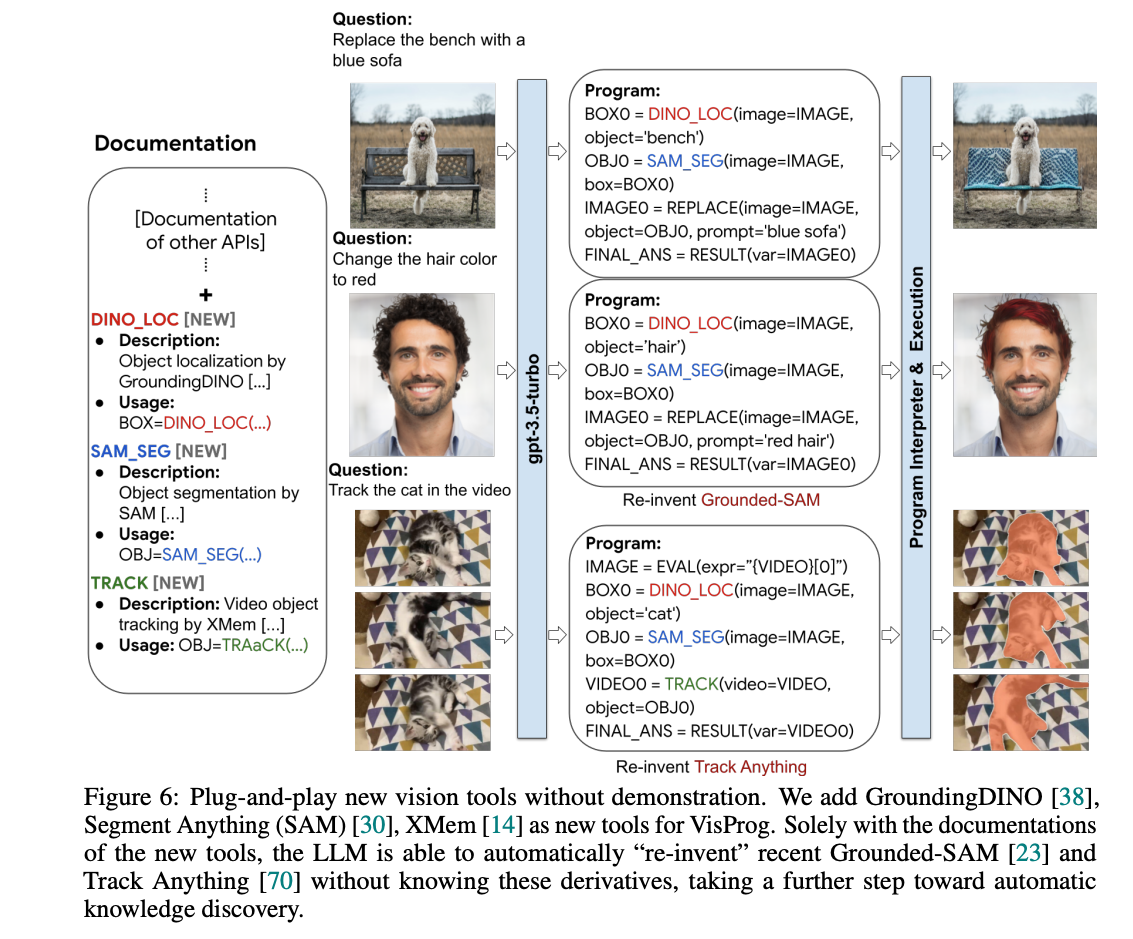 Question:
Replace the bench with a
blue sofa
Documentation
[Documentation
of other APIs]
+
DINO_LOC [NEW]
● Description:
Object localization by
GroundingDINO [...]
● Usage:
BOX=DINO_LOC(...)
SAM_SEG [NEW]
● Description:
Object segmentation by
SAM [...]
● Usage:
OBJ=SAM_SEG(...)
TRACK [NEW]
● Description: Video object
tracking by XMem [...]
● Usage: OBJ=TRAaCK(...)
Question:
Change the hair color
to red
Question:
Track the cat in the video
gpt-3.5-turbo
Program:
BOX0 = DINO_LOC(image=IMAGE,
object='bench')
OBJ0 = SAM_SEG(image=IMAGE,
box=BOX0)
IMAGE0 = REPLACE(image=IMAGE,
object=OBJ0, prompt='blue sofa')
FINAL_ANS = RESULT(var=IMAGE0)
Program:
BOX0 = DINO_LOC(image=IMAGE,
object=’hair’)
OBJ0 = SAM_SEG(image=IMAGE,
box=BOX0)
IMAGE0 = REPLACE(image=IMAGE,
object=OBJ0, prompt='red hair')
FINAL_ANS = RESULT(var=IMAGE0)
Re-invent Grounded-SAM
Program:
IMAGE = EVAL(expr=”{VIDEO}[0]”)
BOX0 = DINO_LOC(image=IMAGE,
object='cat')
OBJ0 = SAM_SEG(image=IMAGE,
box=BOX0)
VIDEO0 = TRACK(video=VIDEO,
object=OBJ0)
FINAL_ANS = RESULT(var=VIDEO0)
Re-invent Track Anything
Program Interpreter & Execution
Figure 6: Plug-and-play new vision tools without demonstration. We add GroundingDINO [38],
Segment Anything (SAM) [30], XMem [14] as new tools for VisProg. Solely with the documentations
of the new tools, the LLM is able to automatically “re-invent” recent Grounded-SAM [23] and
Track Anything [70] without knowing these derivatives, taking a further step toward automatic
knowledge discovery.